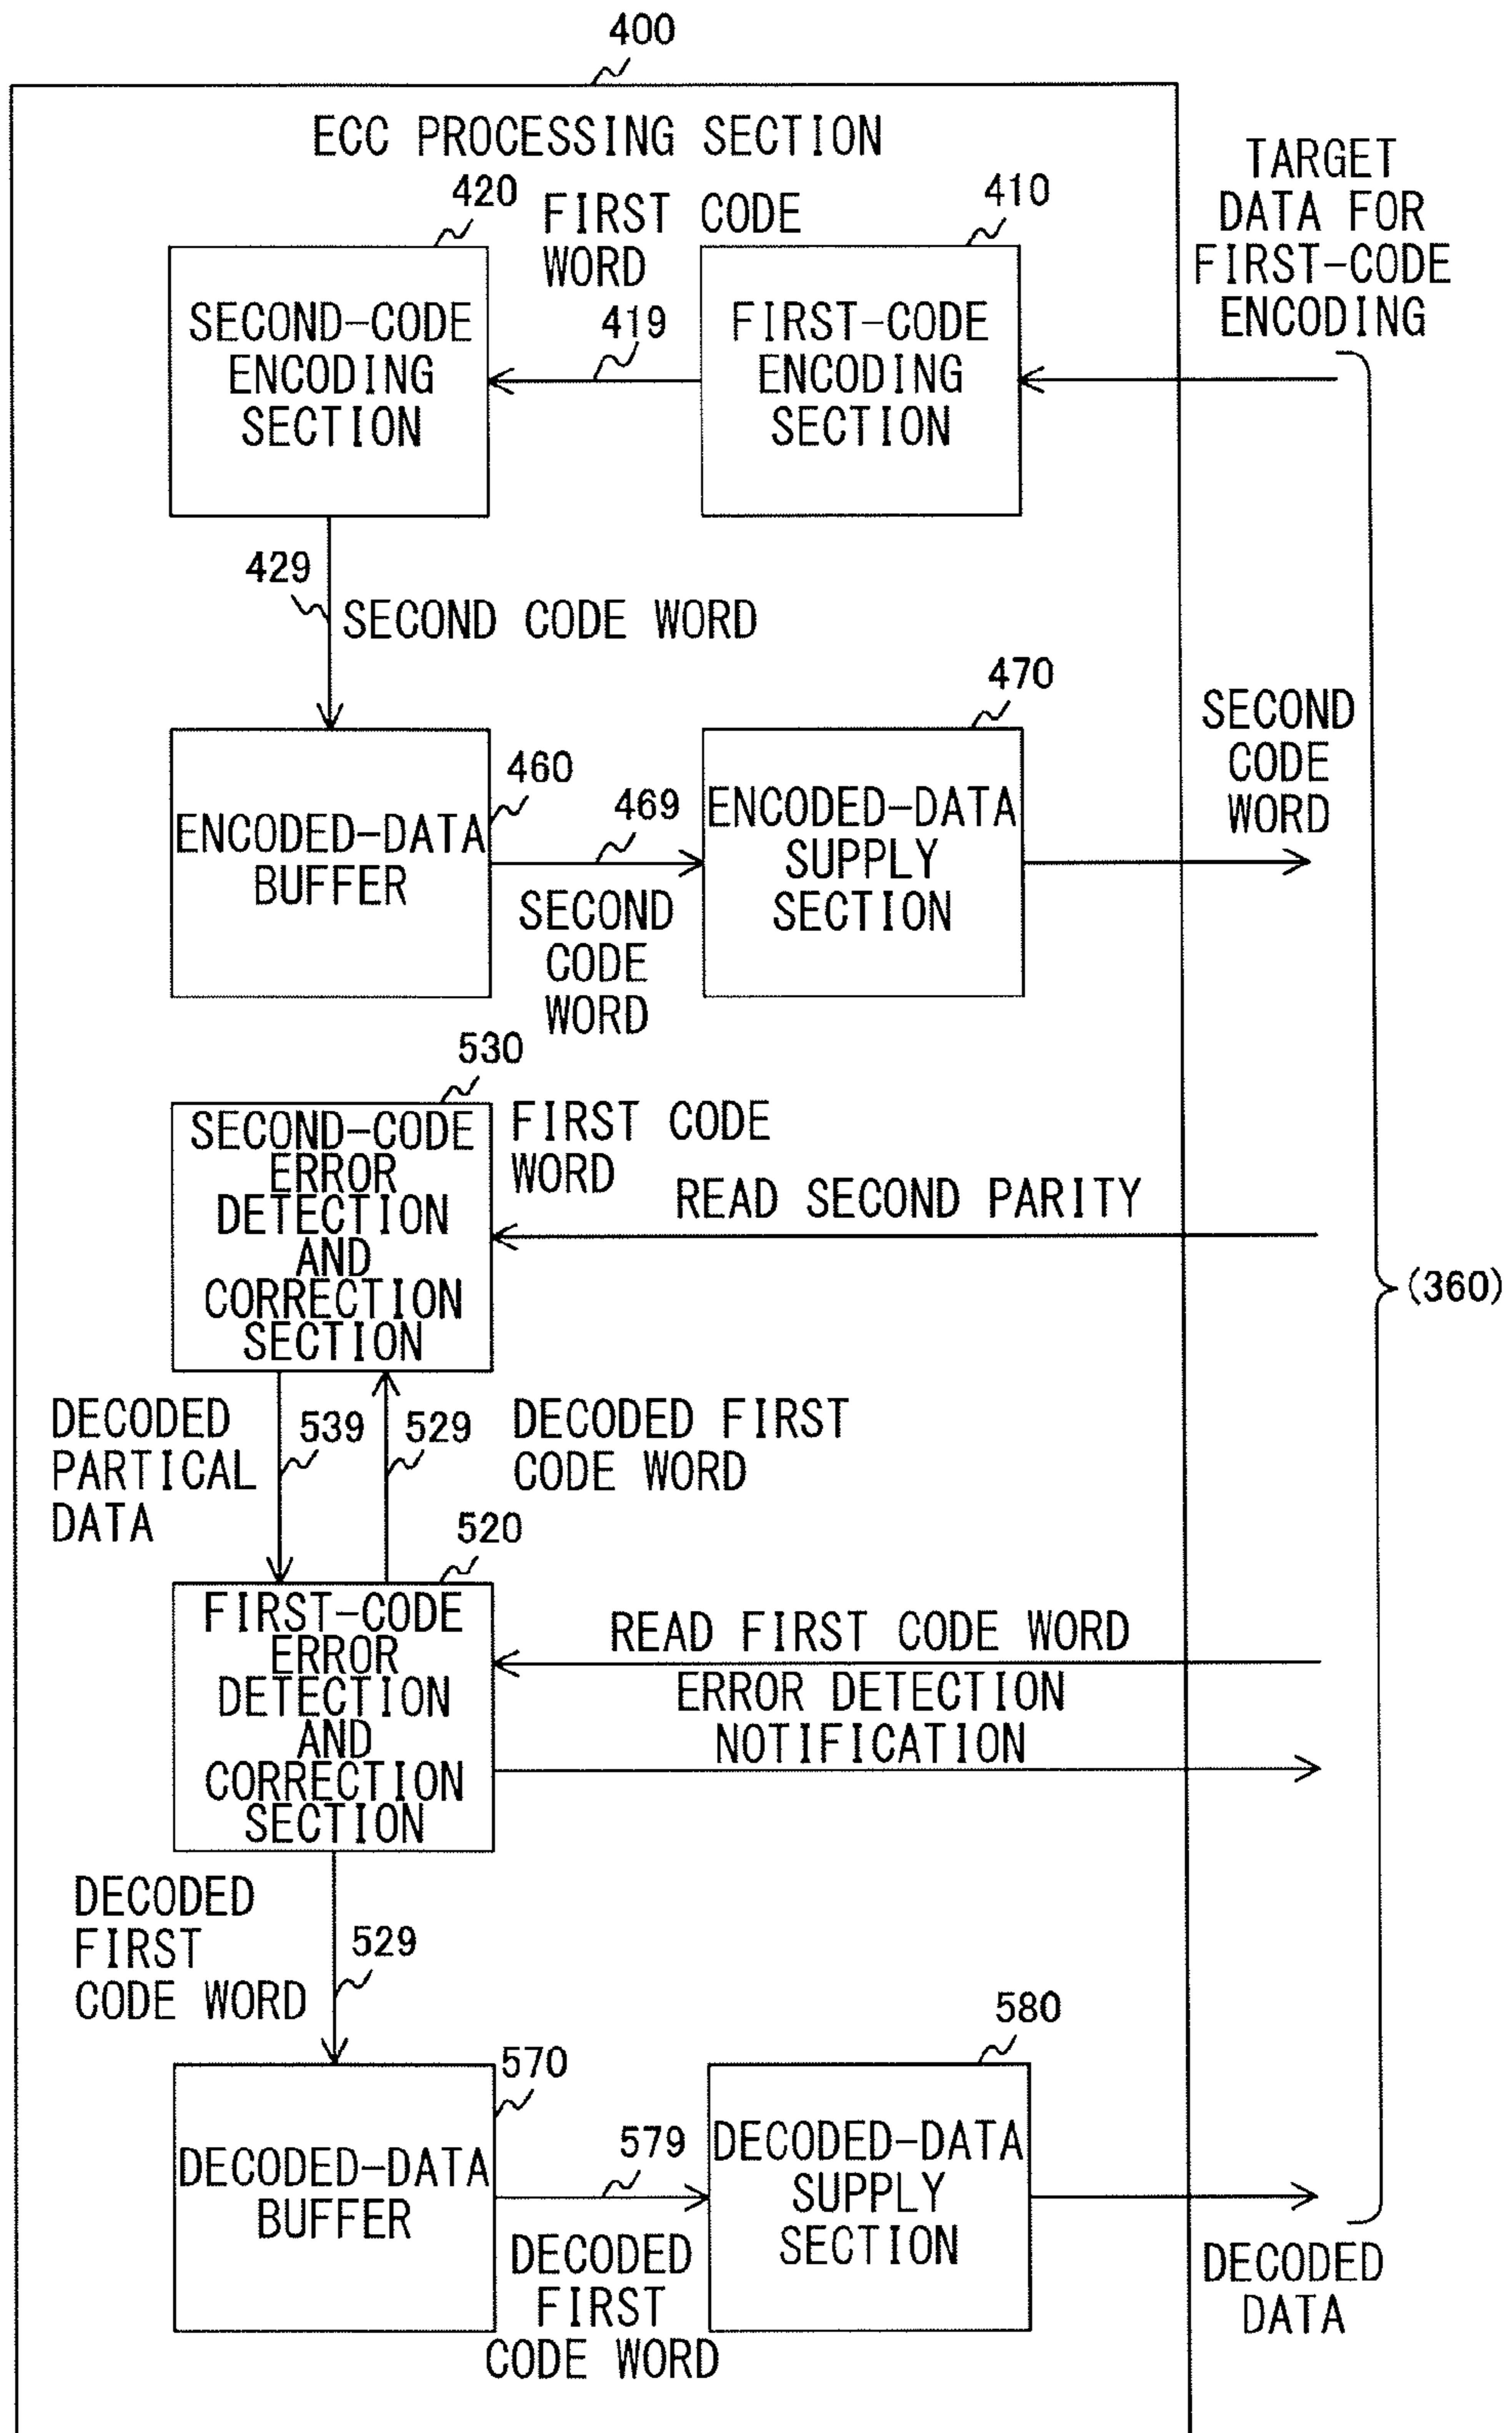 400
ECC PROCESSING SECTION
TARGET
DATA FOR
FIRST-CODE
ENCODING
420
FIRST CODE
WORD
410
SECOND-CODE
ENCODING
SECTION
419
FIRST-CODE
ENCODING
SECTION
429
SECOND CODE WORD
470
SECOND
CODE
WORD
460
469
ENCODED-DATA
BUFFER
ENCODED-DATA
SUPPLY
SECTION
SECOND
CODE
WORD
530
FIRST CODE
WORD
SECOND-CODE
ERROR
DETECTION
AND
CORRECTION
SECTION
READ SECOND PARITY
(360)
DECODED
PARTICAL
DATA
539
529
DECODED FIRST
CODE WORD
520
FIRST-CODE
ERROR
DETECTION
AND
CORRECTION
SECTION
READ FIRST CODE WORD
ERROR DETECTION
NOTIFICATION
DECODED
FIRST
CODE WORD
529
580
570
DECODED-DATA
BUFFER
579
DECODED-DATA
SUPPLY
SECTION
DECODED
FIRST
CODE WORD
DECODED
DATA